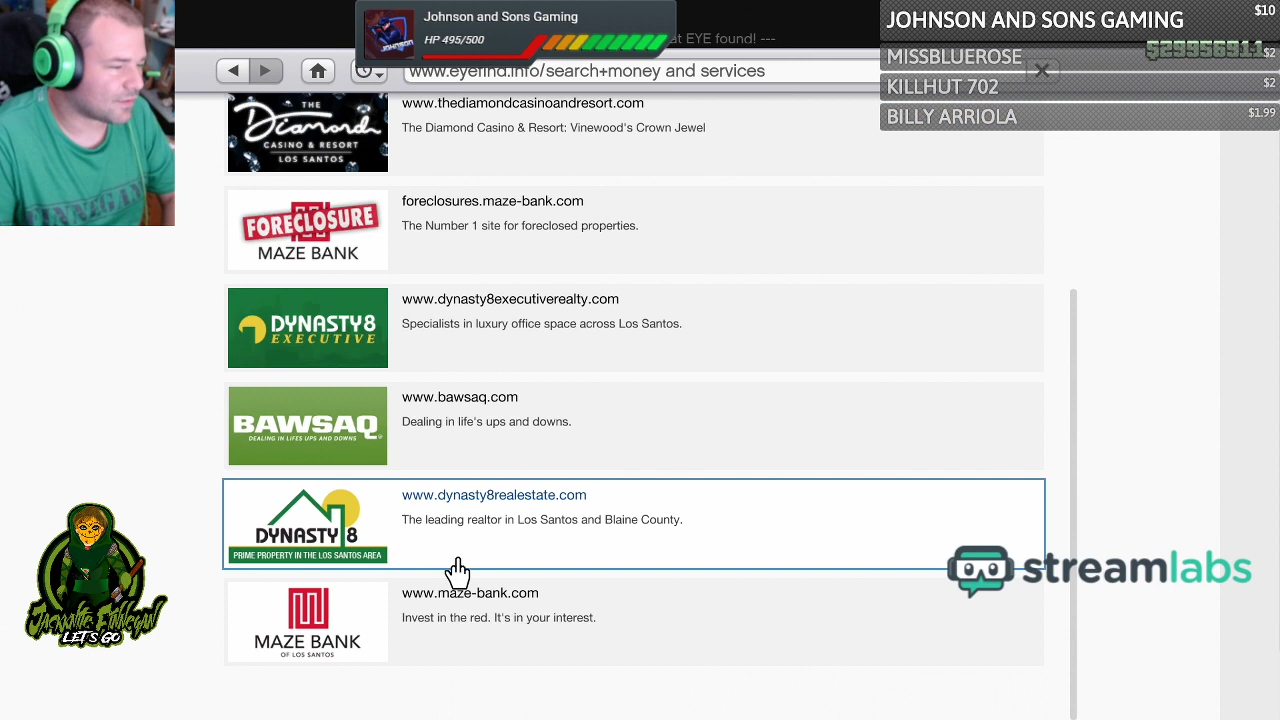 Johnson and Sons Gaming
HP 495/500
at EYE found! ---
www.eyefind.info/search+money and services
JOHNSON AND SONS GAMING $10
MISSBLUEROSE $2
KILLHUT 702 $2
BILLY ARRIOLA $1.99
THE
Diamond
CASINO & RESORT
LOS SANTOS
www.thediamondcasinoandresort.com
The Diamond Casino & Resort: Vinewood's Crown Jewel
FORECLOSURE
MAZE BANK
foreclosures.maze-bank.com
The Number 1 site for foreclosed properties.
DYNASTY8
EXECUTIVE
www.dynasty8executiverealty.com
Specialists in luxury office space across Los Santos.
BAWSAQ
DEALING IN LIFES UPS AND DOWNS
www.bawsaq.com
Dealing in life's ups and downs.
DYNASTY 8
PRIME PROPERTY IN THE LOS SANTOS AREA
www.dynasty8realestate.com
The leading realtor in Los Santos and Blaine County.
MAZE BANK
OF LOS SANTOS
www.maze-bank.com
Invest in the red. It's in your interest.
FINNEGAN
JOHNSON
LET'S GO
streamlabs